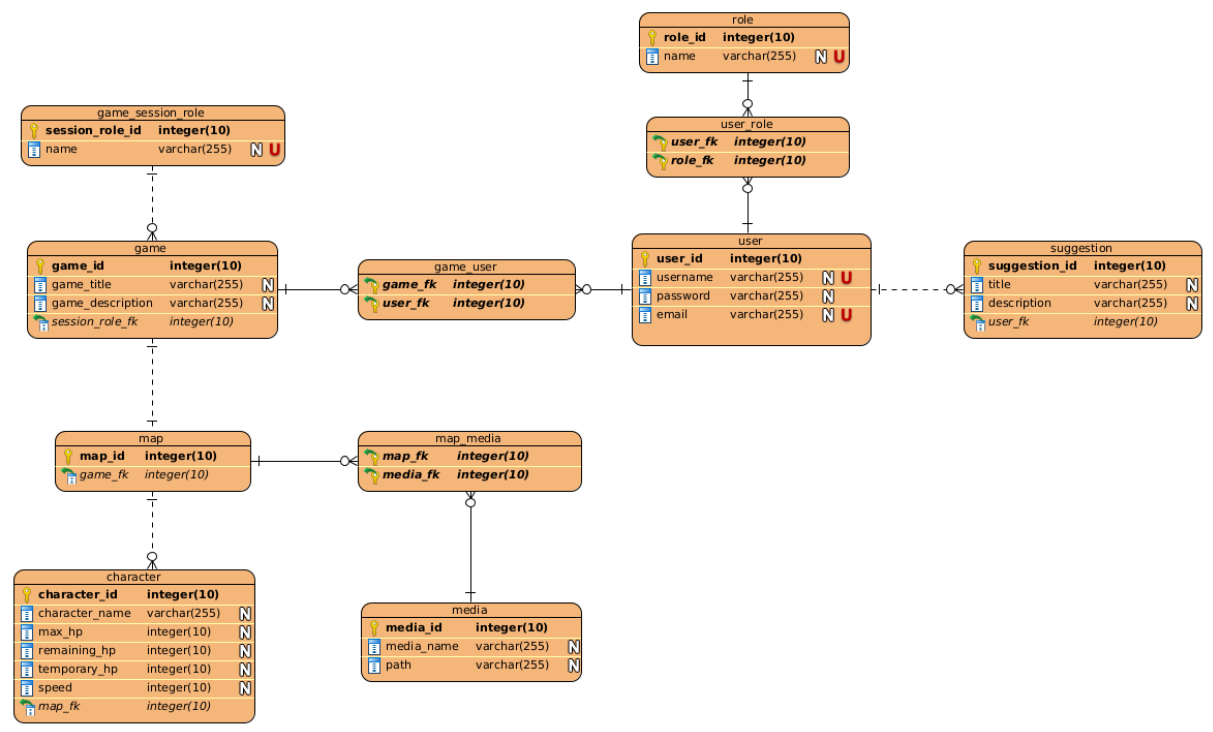 role
role_id integer(10)
name varchar(255) N U
game_session_role
session_role_id integer(10)
name varchar(255) N U
user_role
user_fk integer(10)
role_fk integer(10)
game
game_id integer(10)
game_title varchar(255) N
game_description varchar(255) N
session_role_fk integer(10)
game_user
game_fk integer(10)
user_fk integer(10)
user
user_id integer(10)
username varchar(255) N U
password varchar(255) N
email varchar(255) N U
suggestion
suggestion_id integer(10)
title varchar(255) N
description varchar(255) N
user_fk integer(10)
map
map_id integer(10)
game_fk integer(10)
map_media
map_fk integer(10)
media_fk integer(10)
character
character_id integer(10)
character_name varchar(255) N
max_hp integer(10) N
remaining_hp integer(10) N
temporary_hp integer(10) N
speed integer(10) N
map_fk integer(10)
media
media_id integer(10)
media_name varchar(255) N
path varchar(255) N